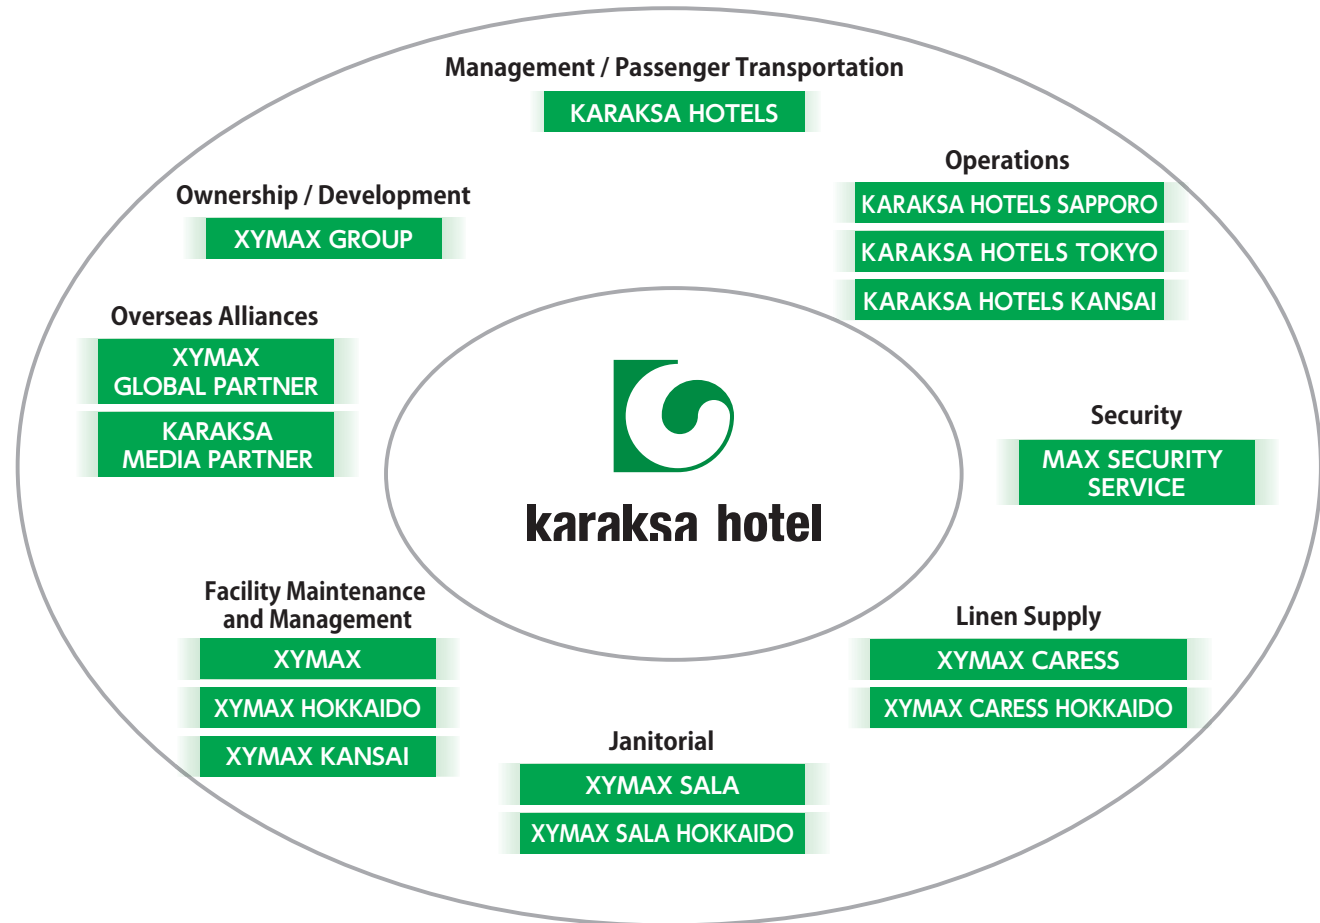 Management / Passenger Transportation
KARAKSA HOTELS
Operations
KARAKSA HOTELS SAPPORO
KARAKSA HOTELS TOKYO
KARAKSA HOTELS KANSAI
Ownership / Development
XYMAX GROUP
Overseas Alliances
XYMAX
GLOBAL PARTNER
KARAKSA
MEDIA PARTNER
karaksa hotel
Security
MAX SECURITY
SERVICE
Facility Maintenance
and Management
XYMAX
XYMAX HOKKAIDO
XYMAX KANSAI
Linen Supply
XYMAX CARESS
XYMAX CARESS HOKKAIDO
Janitorial
XYMAX SALA
XYMAX SALA HOKKAIDO